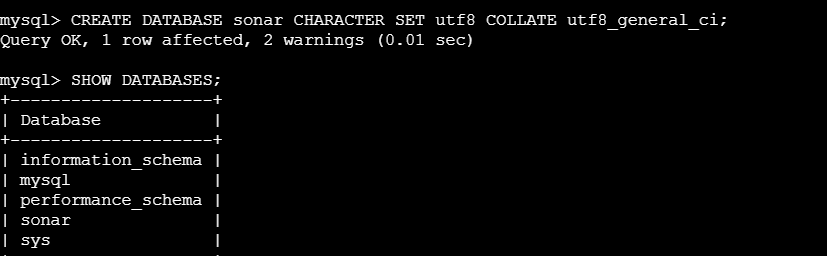 mysql> CREATE DATABASE sonar CHARACTER SET utf8 COLLATE utf8_general_ci;
Query OK, 1 row affected, 2 warnings (0.01 sec)
mysql> SHOW DATABASES;
+--------------------+
| Database           |
+--------------------+
| information_schema |
| mysql              |
| performance_schema |
| sonar              |
| sys                |